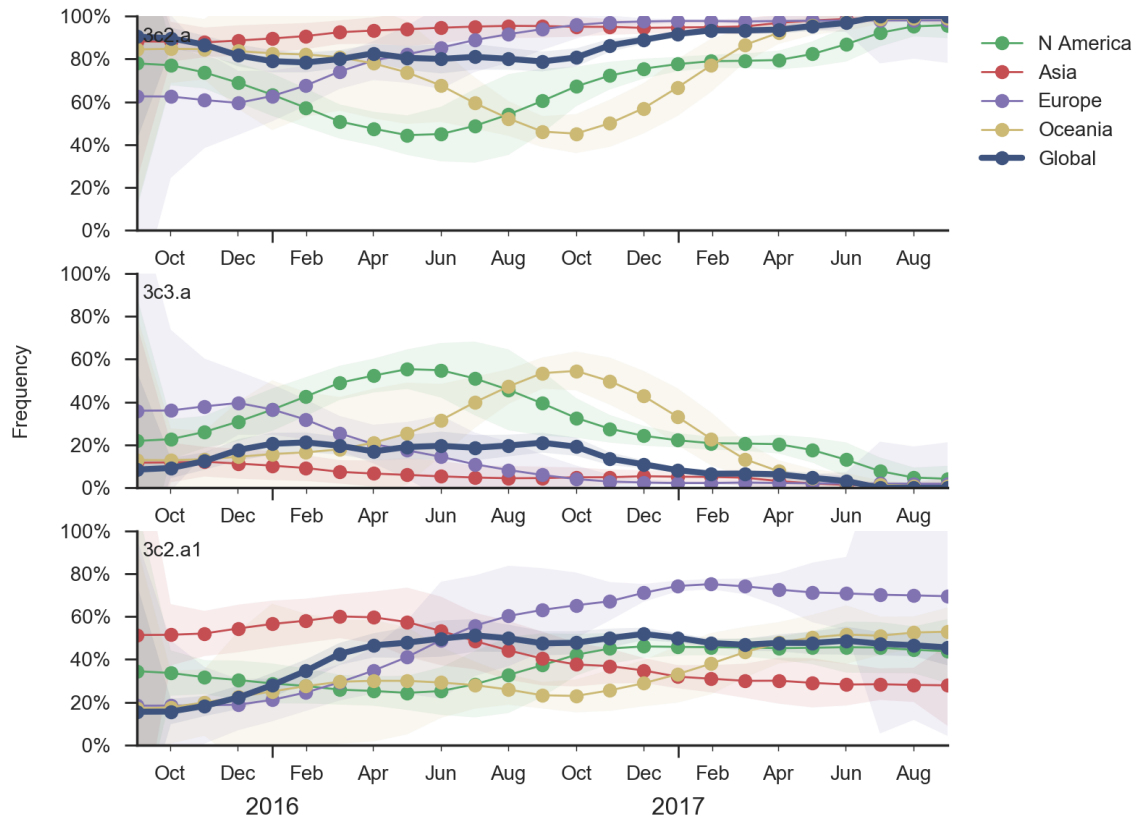 100%
3c2.a
80%
60%
40%
20%
0%
Oct Dec Feb Apr Jun Aug Oct Dec Feb Apr Jun Aug
N America
Asia
Europe
Oceania
Global
Frequency
100%
3c3.a
80%
60%
40%
20%
0%
Oct Dec Feb Apr Jun Aug Oct Dec Feb Apr Jun Aug
100%
3c2.a1
80%
60%
40%
20%
0%
Oct Dec Feb Apr Jun Aug Oct Dec Feb Apr Jun Aug
2016 2017